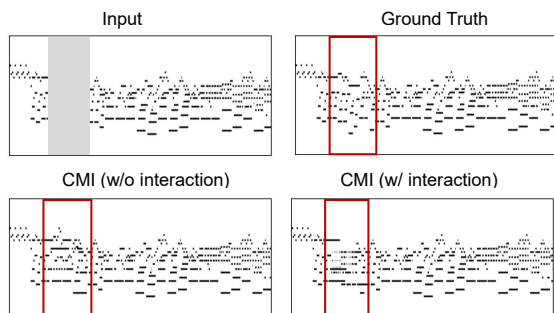 Input
Ground Truth
CMI (w/o interaction)
CMI (w/ interaction)